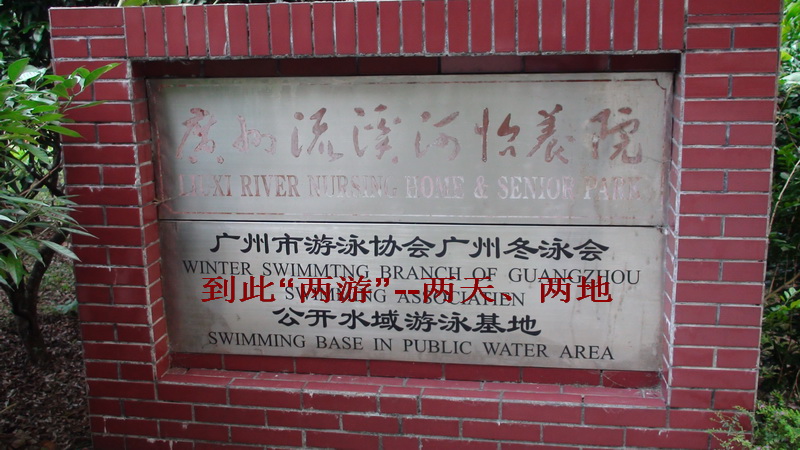 廣州流溪河怡养院
LIUXI RIVER NURSING HOME & SENIOR PARK
广州市游泳协会广州冬泳会
WINTER SWIMMTNG BRANCH OF GUANGZHOU
到此“两游”--两天、两地
SWIMMING ASSOCIATIEN
公开水域游泳基地
SWIMMING BASE IN PUBLIC WATER AREA